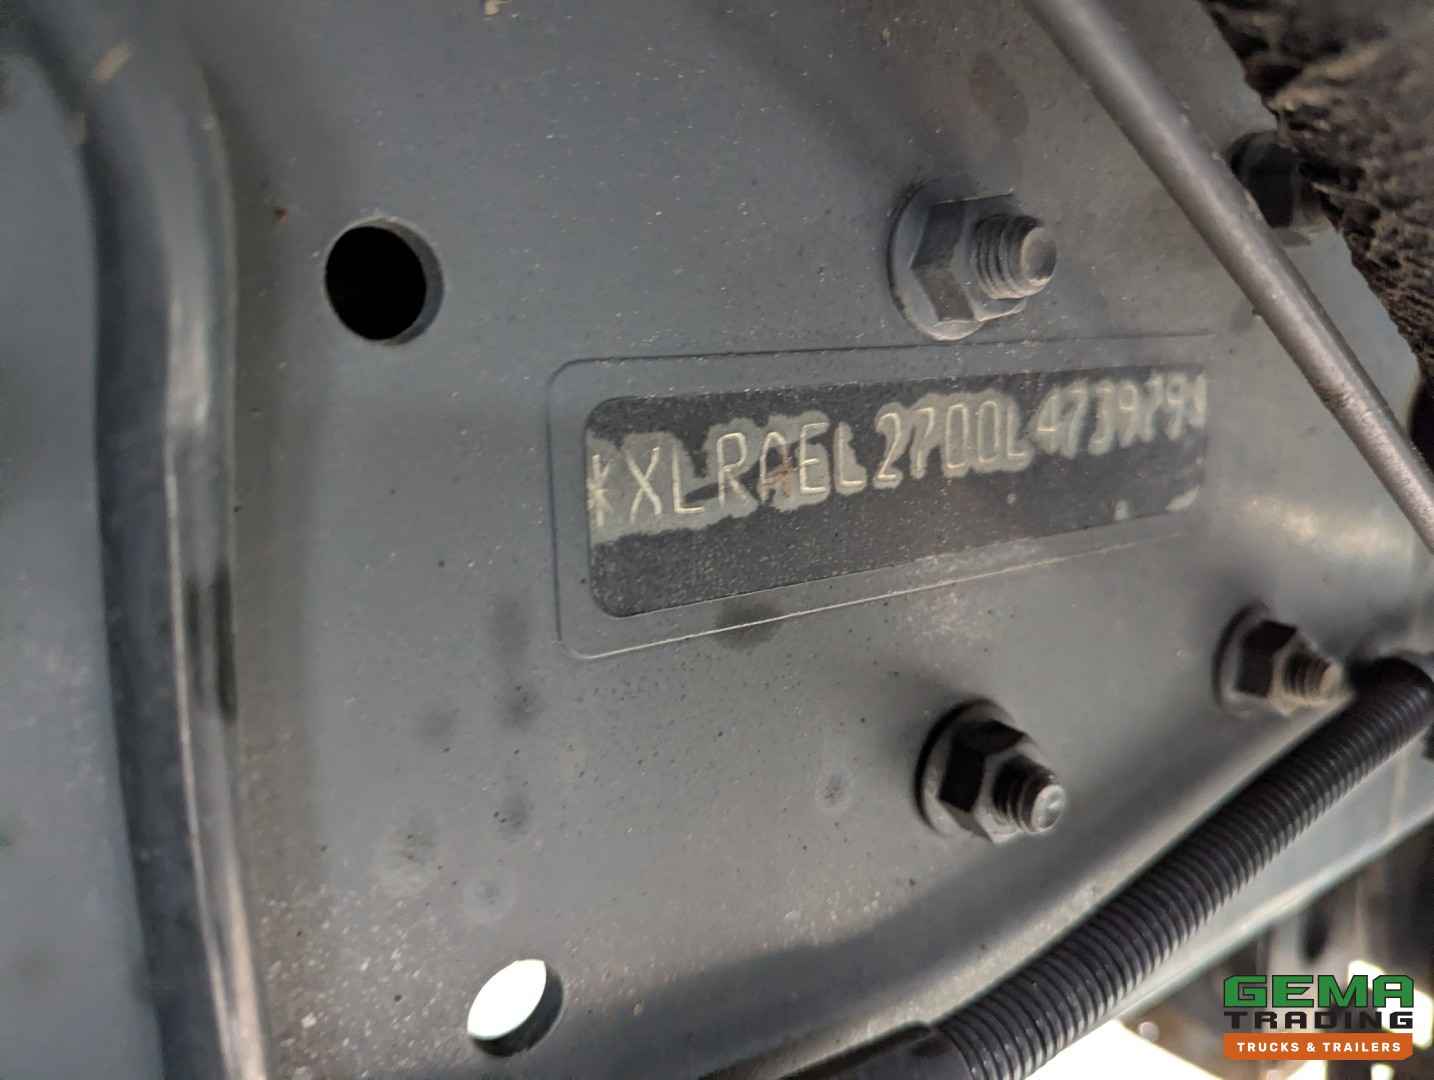 *XLRAEL2700L473979*
GEMA
TRADING
TRUCKS & TRAILERS